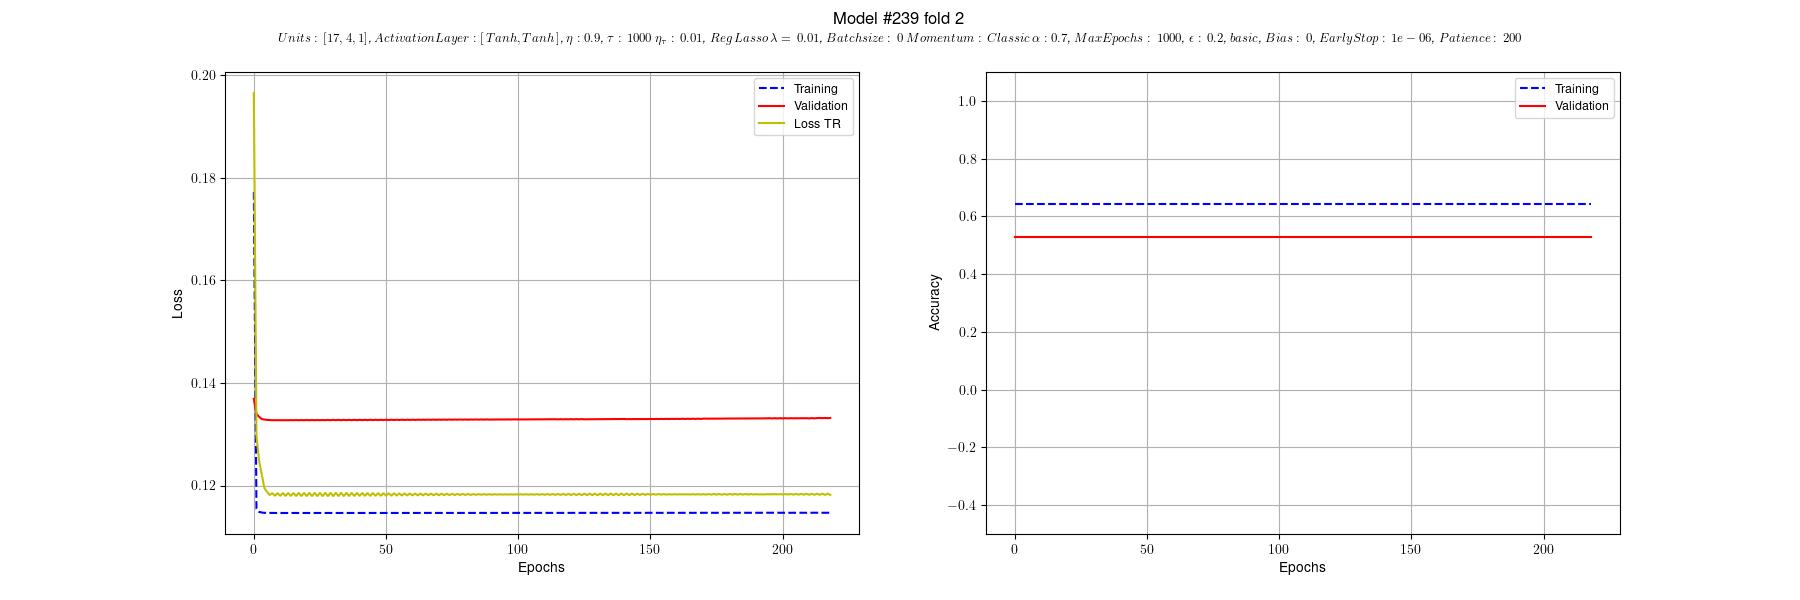 Model #239 fold 2
Units : [17, 4, 1], ActivationLayer : [Tanh, Tanh], η : 0.9, τ : 1000 η_τ : 0.01, RegLasso λ = 0.01, Batchsize : 0 Momentum : Classic α : 0.7, MaxEpochs : 1000, ϵ : 0.2, basic, Bias : 0, EarlyStop : 1e − 06, Patience : 200
Training
Validation
Loss TR
0.20
0.18
0.16
0.14
0.12
Loss
0 50 100 150 200
Epochs
Training
Validation
1.0
0.8
0.6
0.4
0.2
0.0
−0.2
−0.4
Accuracy
0 50 100 150 200
Epochs